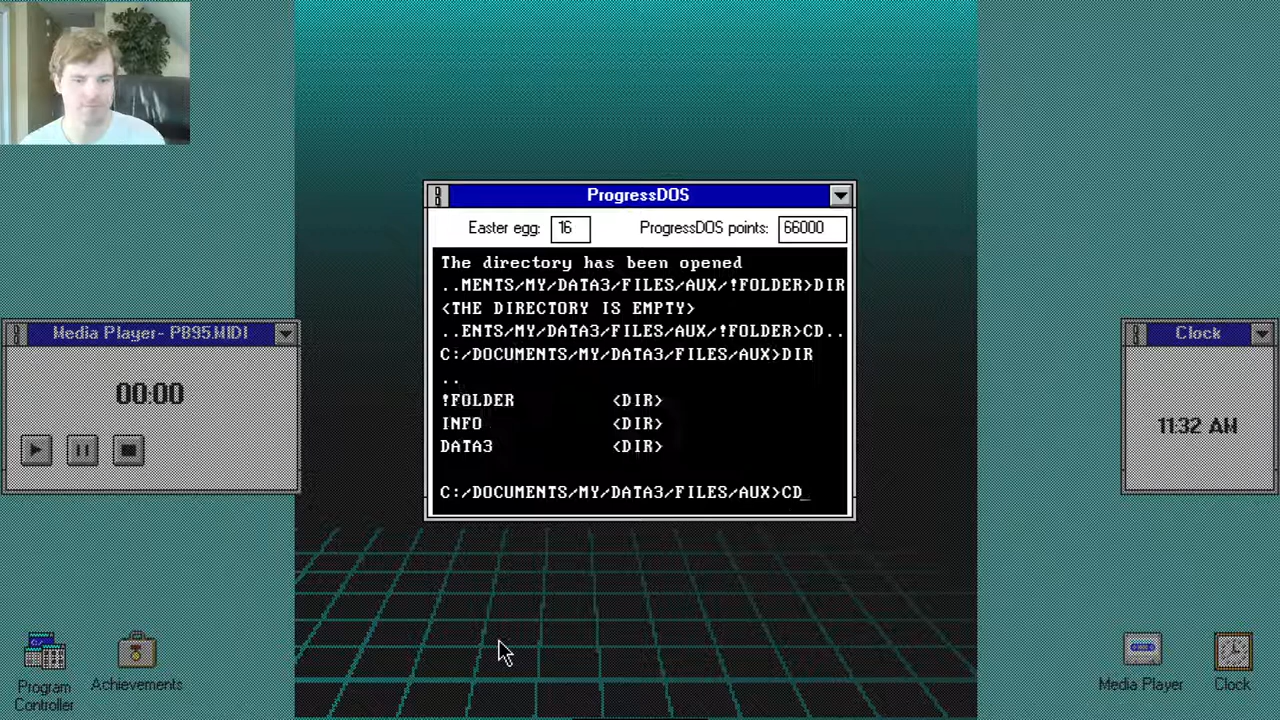 ProgressDOS
Easter egg: 16 ProgressDOS points: 66000
The directory has been opened
..MENTS/MY/DATA3/FILES/AUX/!FOLDER>DIR
<THE DIRECTORY IS EMPTY>
..ENTS/MY/DATA3/FILES/AUX/!FOLDER>CD..
C:/DOCUMENTS/MY/DATA3/FILES/AUX>DIR
..
!FOLDER <DIR>
INFO <DIR>
DATA3 <DIR>
C:/DOCUMENTS/MY/DATA3/FILES/AUX>CD_
Media Player- PB95.MIDI
00:00
Clock
11:32 AM
Program
Controller
Achievements
Media Player
Clock